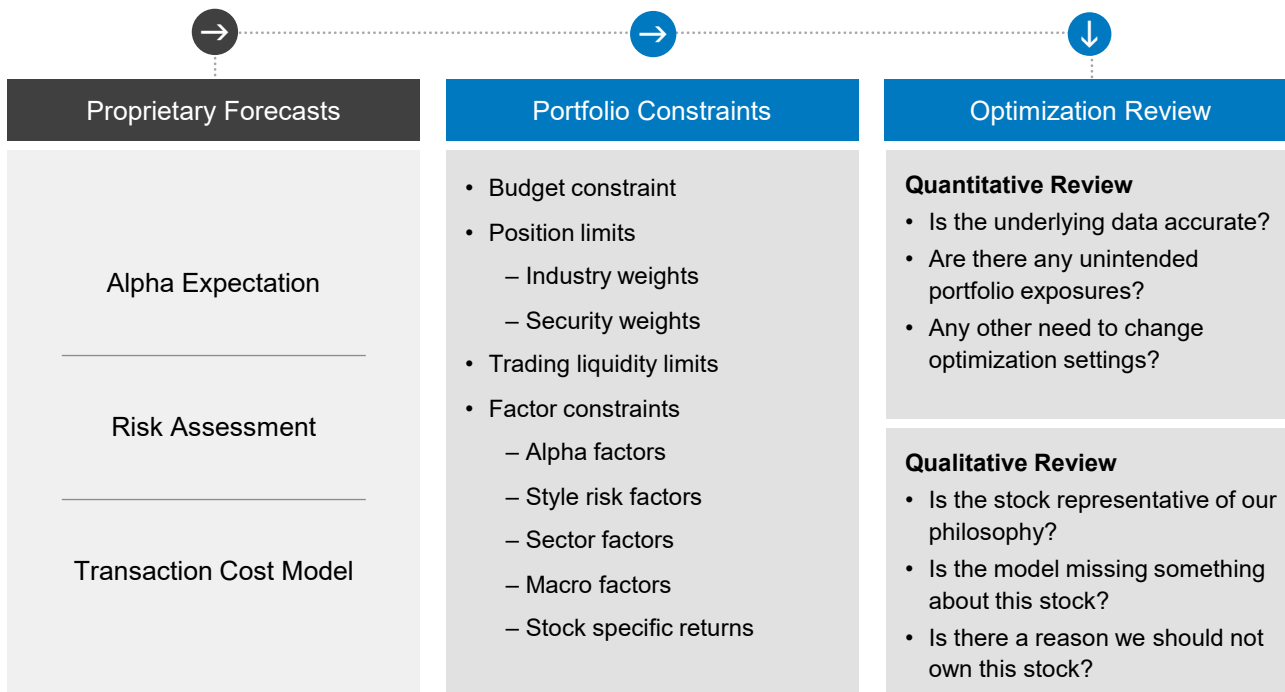 Proprietary Forecasts
Alpha Expectation
Risk Assessment
Transaction Cost Model
Portfolio Constraints
• Budget constraint
• Position limits
– Industry weights
– Security weights
• Trading liquidity limits
• Factor constraints
– Alpha factors
– Style risk factors
– Sector factors
– Macro factors
– Stock specific returns
Optimization Review
Quantitative Review
• Is the underlying data accurate?
• Are there any unintended
portfolio exposures?
• Any other need to change
optimization settings?
Qualitative Review
• Is the stock representative of our
philosophy?
• Is the model missing something
about this stock?
• Is there a reason we should not
own this stock?